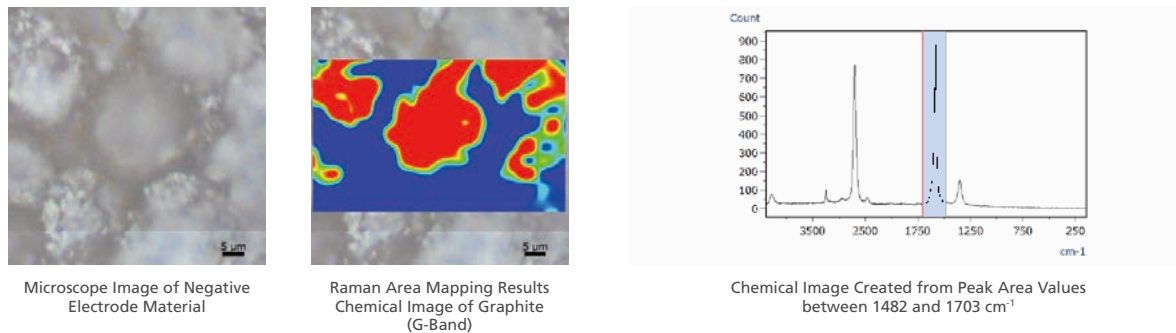 5 µm
Microscope Image of Negative
Electrode Material
5 µm
Raman Area Mapping Results
Chemical Image of Graphite
(G-Band)
Count
900
800
700
600
500
400
300
200
100
0
3500 2500 1750 1250 750 250
cm-1
Chemical Image Created from Peak Area Values
between 1482 and 1703 cm⁻¹